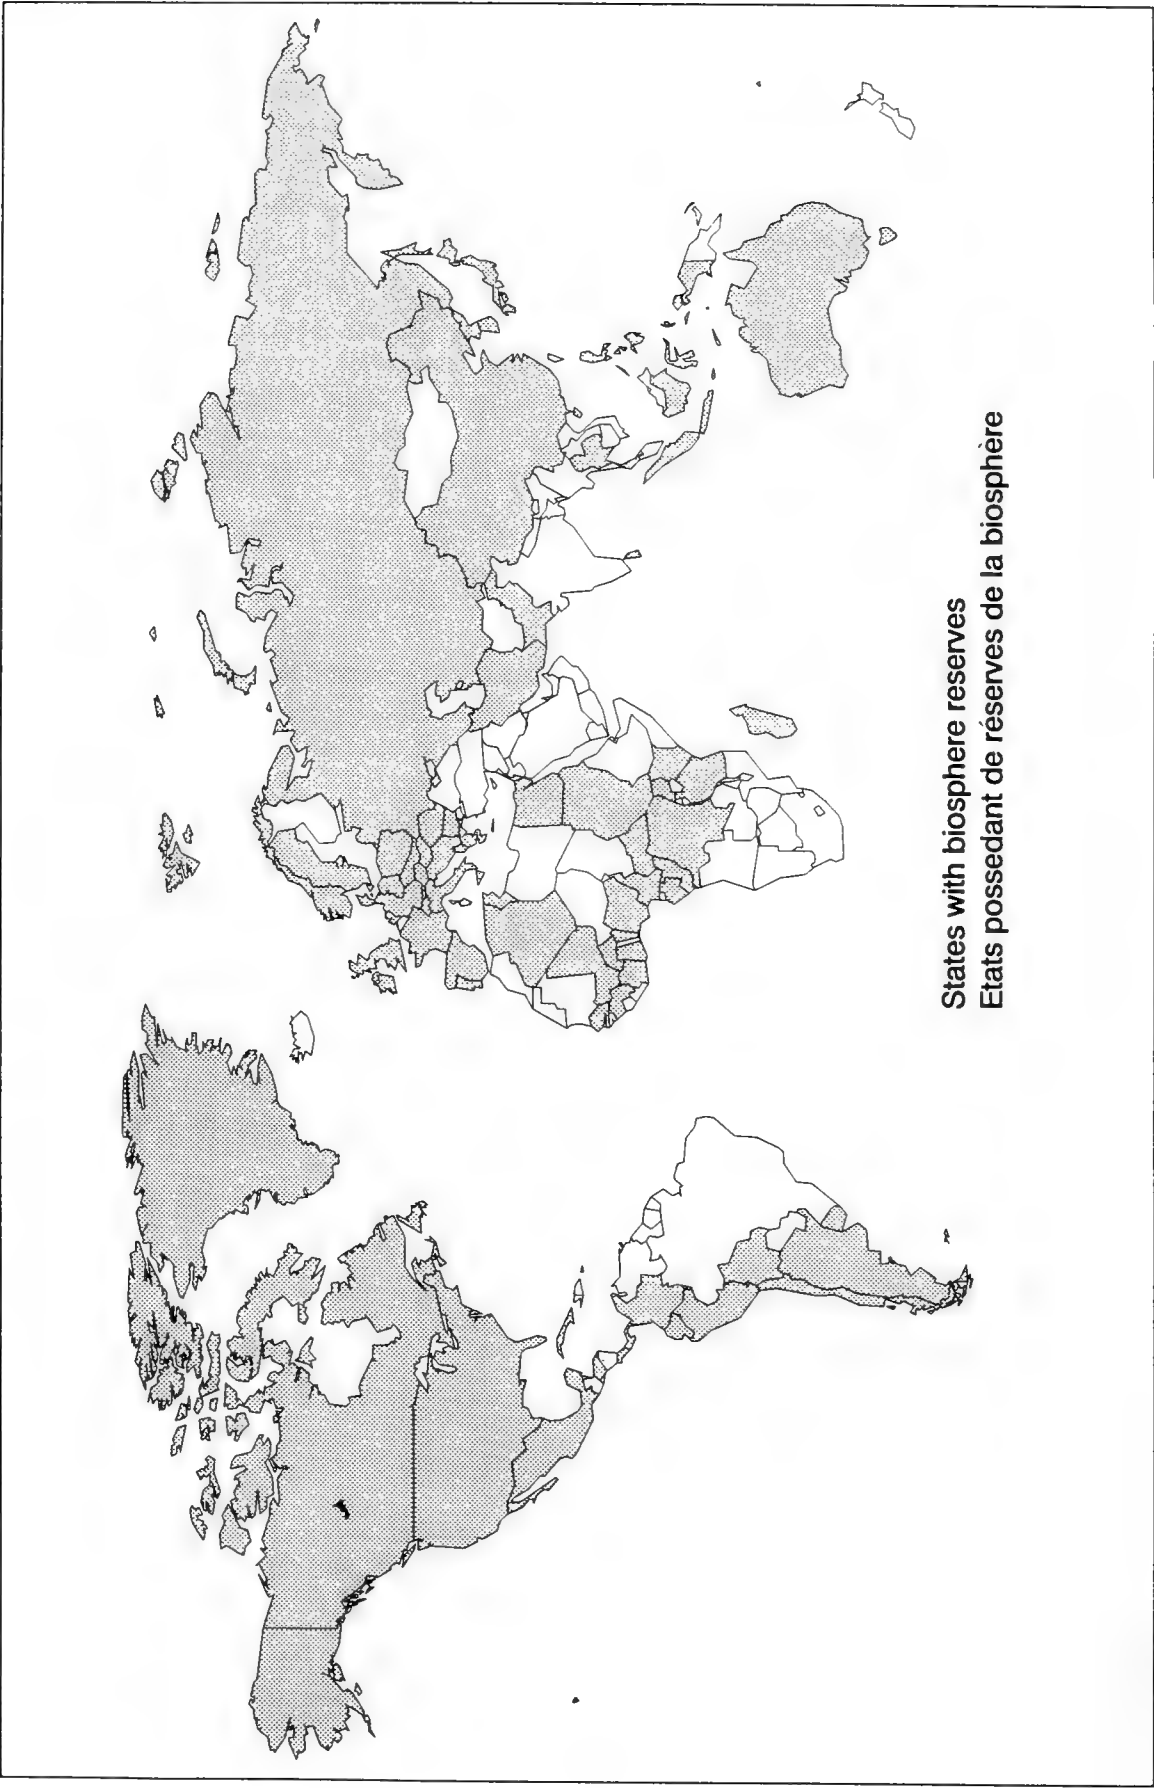 States with biosphere reserves
Etats possedant de réserves de la biosphère